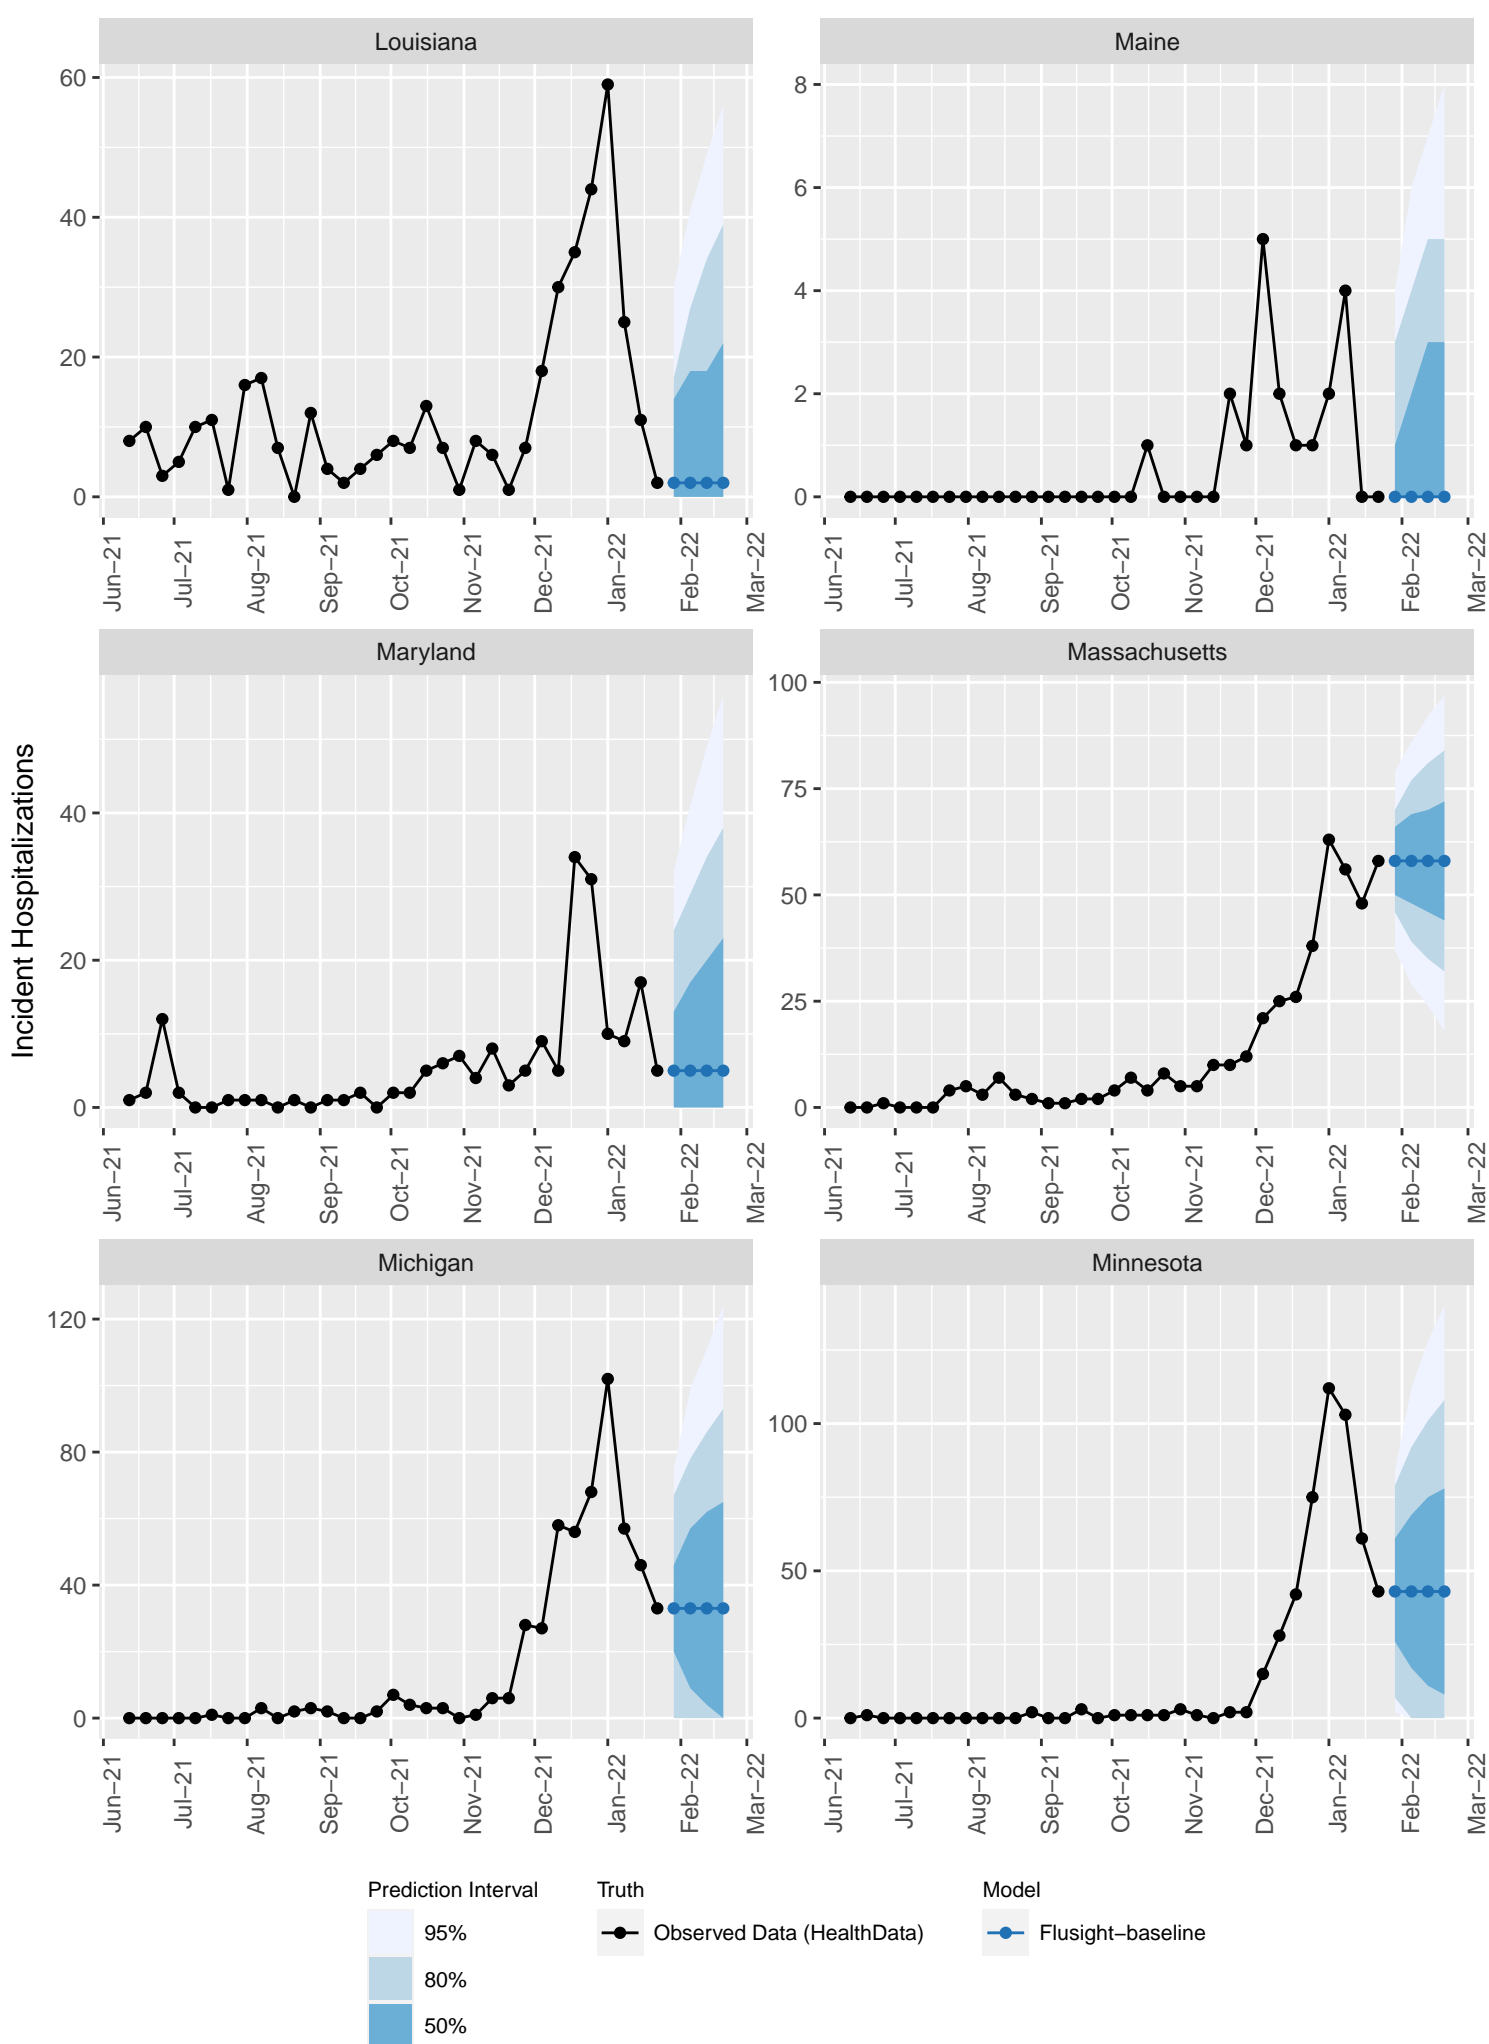 Louisiana
Maine
60
40
20
0
8
6
4
2
0
Jun−21
Jul−21
Aug−21
Sep−21
Oct−21
Nov−21
Dec−21
Jan−22
Feb−22
Mar−22
Jun−21
Jul−21
Aug−21
Sep−21
Oct−21
Nov−21
Dec−21
Jan−22
Feb−22
Mar−22
Incident Hospitalizations
Maryland
Massachusetts
40
20
0
100
75
50
25
0
Jun−21
Jul−21
Aug−21
Sep−21
Oct−21
Nov−21
Dec−21
Jan−22
Feb−22
Mar−22
Jun−21
Jul−21
Aug−21
Sep−21
Oct−21
Nov−21
Dec−21
Jan−22
Feb−22
Mar−22
Michigan
Minnesota
120
80
40
0
100
50
0
Jun−21
Jul−21
Aug−21
Sep−21
Oct−21
Nov−21
Dec−21
Jan−22
Feb−22
Mar−22
Jun−21
Jul−21
Aug−21
Sep−21
Oct−21
Nov−21
Dec−21
Jan−22
Feb−22
Mar−22
Prediction Interval
95%
80%
50%
Truth
Observed Data (HealthData)
Model
Flusight−baseline